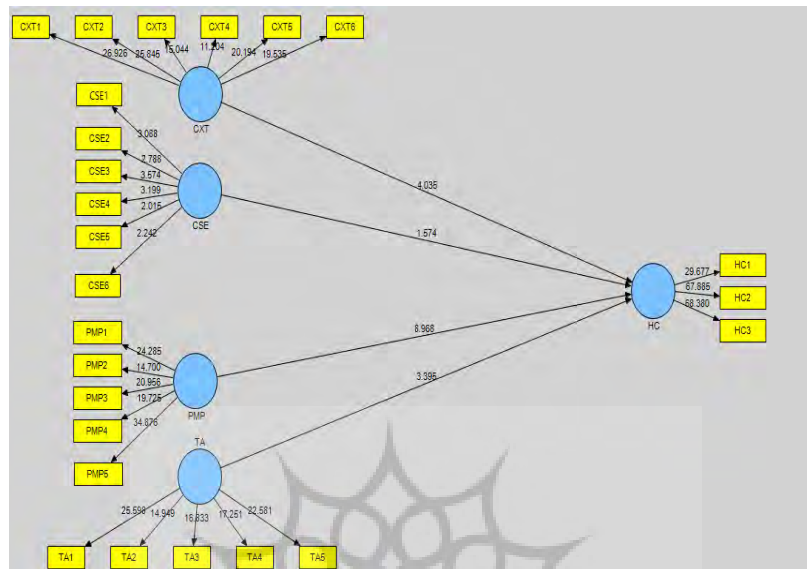 CXT1 CXT2 CXT3 CXT4 CXT5 CXT6
26.926 25.845 15.044 11.204 20.194 19.535
CXT
CSE1
CSE2
CSE3
CSE4
CSE5
CSE6
3.088
2.788
3.574
3.199
2.015
2.242
CSE
4.035
1.574
8.968
3.395
HC
29.677
67.885
68.380
HC1
HC2
HC3
PMP1
PMP2
PMP3
PMP4
PMP5
24.285
14.700
20.956
19.725
34.876
PMP
TA
25.598 14.949 16.833 17.251 22.581
TA1 TA2 TA3 TA4 TA5